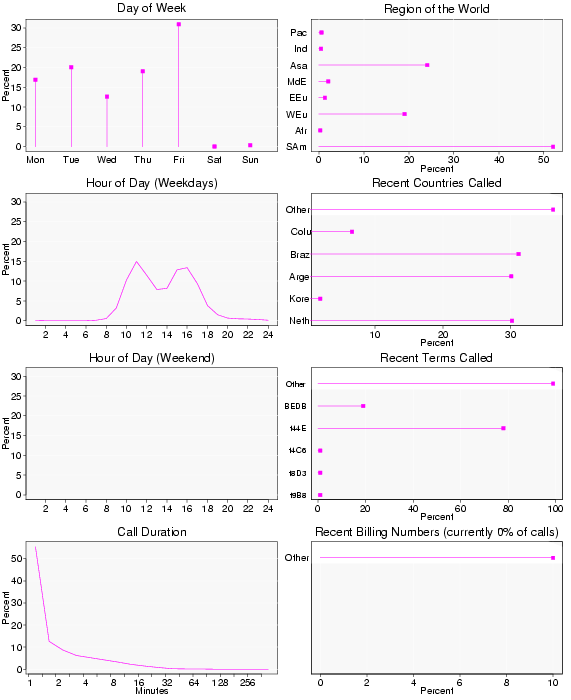 Day of Week
30
25
20
15
10
5
0
Percent
Mon Tue Wed Thu Fri Sat Sun
Region of the World
Pac
Ind
Asa
MdE
EEu
WEu
Afr
SAm
0 10 20 30 40 50
Percent
Hour of Day (Weekdays)
30
25
20
15
10
5
0
Percent
2 4 6 8 10 12 14 16 18 20 22 24
Recent Countries Called
Other
Colu
Braz
Arge
Kore
Neth
10 20 30
Percent
Hour of Day (Weekend)
30
25
20
15
10
5
0
Percent
2 4 6 8 10 12 14 16 18 20 22 24
Recent Terms Called
Other
BEDB
144E
14C6
18D3
19B8
0 20 40 60 80 100
Percent
Call Duration
50
40
30
20
10
0
Percent
1 2 4 8 16 32 64 128 256
Minutes
Recent Billing Numbers (currently 0% of calls)
Other
0 2 4 6 8 10
Percent